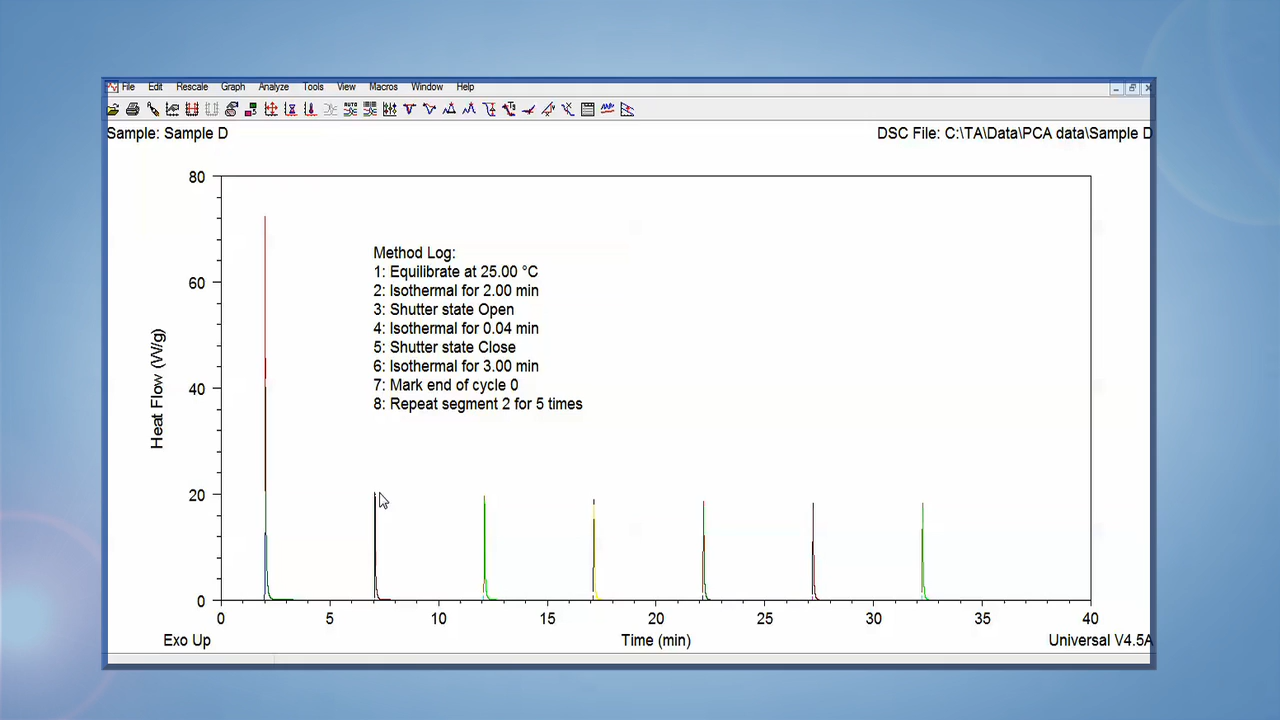 File Edit Rescale Graph Analyze Tools View Macros Window Help
Sample: Sample D
DSC File: C:\TA\Data\PCA data\Sample D
80
60
40
20
0
Heat Flow (W/g)
Method Log:
1: Equilibrate at 25.00 °C
2: Isothermal for 2.00 min
3: Shutter state Open
4: Isothermal for 0.04 min
5: Shutter state Close
6: Isothermal for 3.00 min
7: Mark end of cycle 0
8: Repeat segment 2 for 5 times
0 5 10 15 20 25 30 35 40
Exo Up
Time (min)
Universal V4.5A